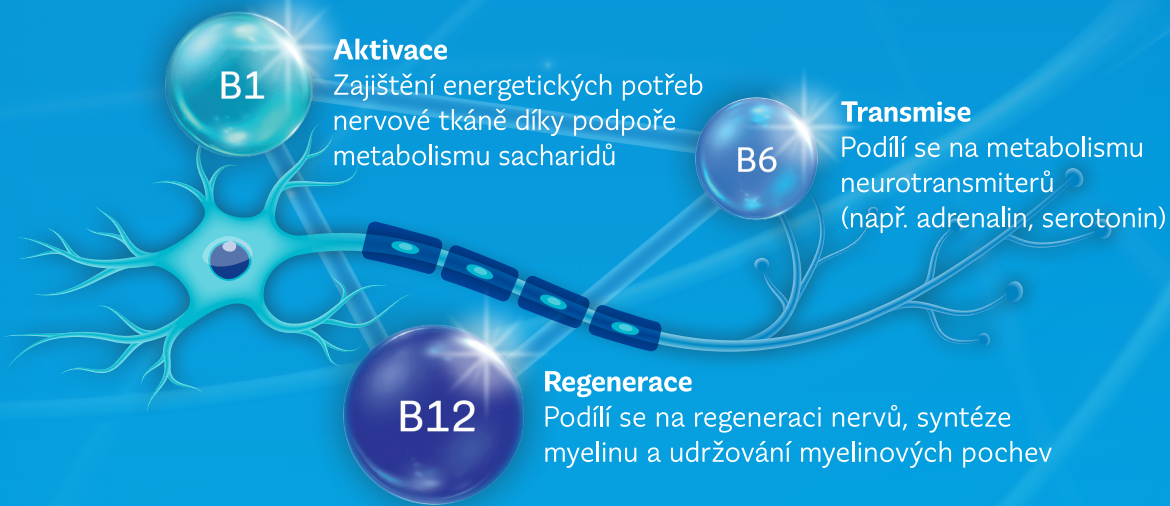 B1
Aktivace
Zajištění energetických potřeb
nervové tkáně díky podpoře
metabolismu sacharidů
B6
Transmise
Podílí se na metabolismu
neurotransmiterů
(např. adrenalin, serotonin)
B12
Regenerace
Podílí se na regeneraci nervů, syntéze
myelinu a udržování myelinových pochev